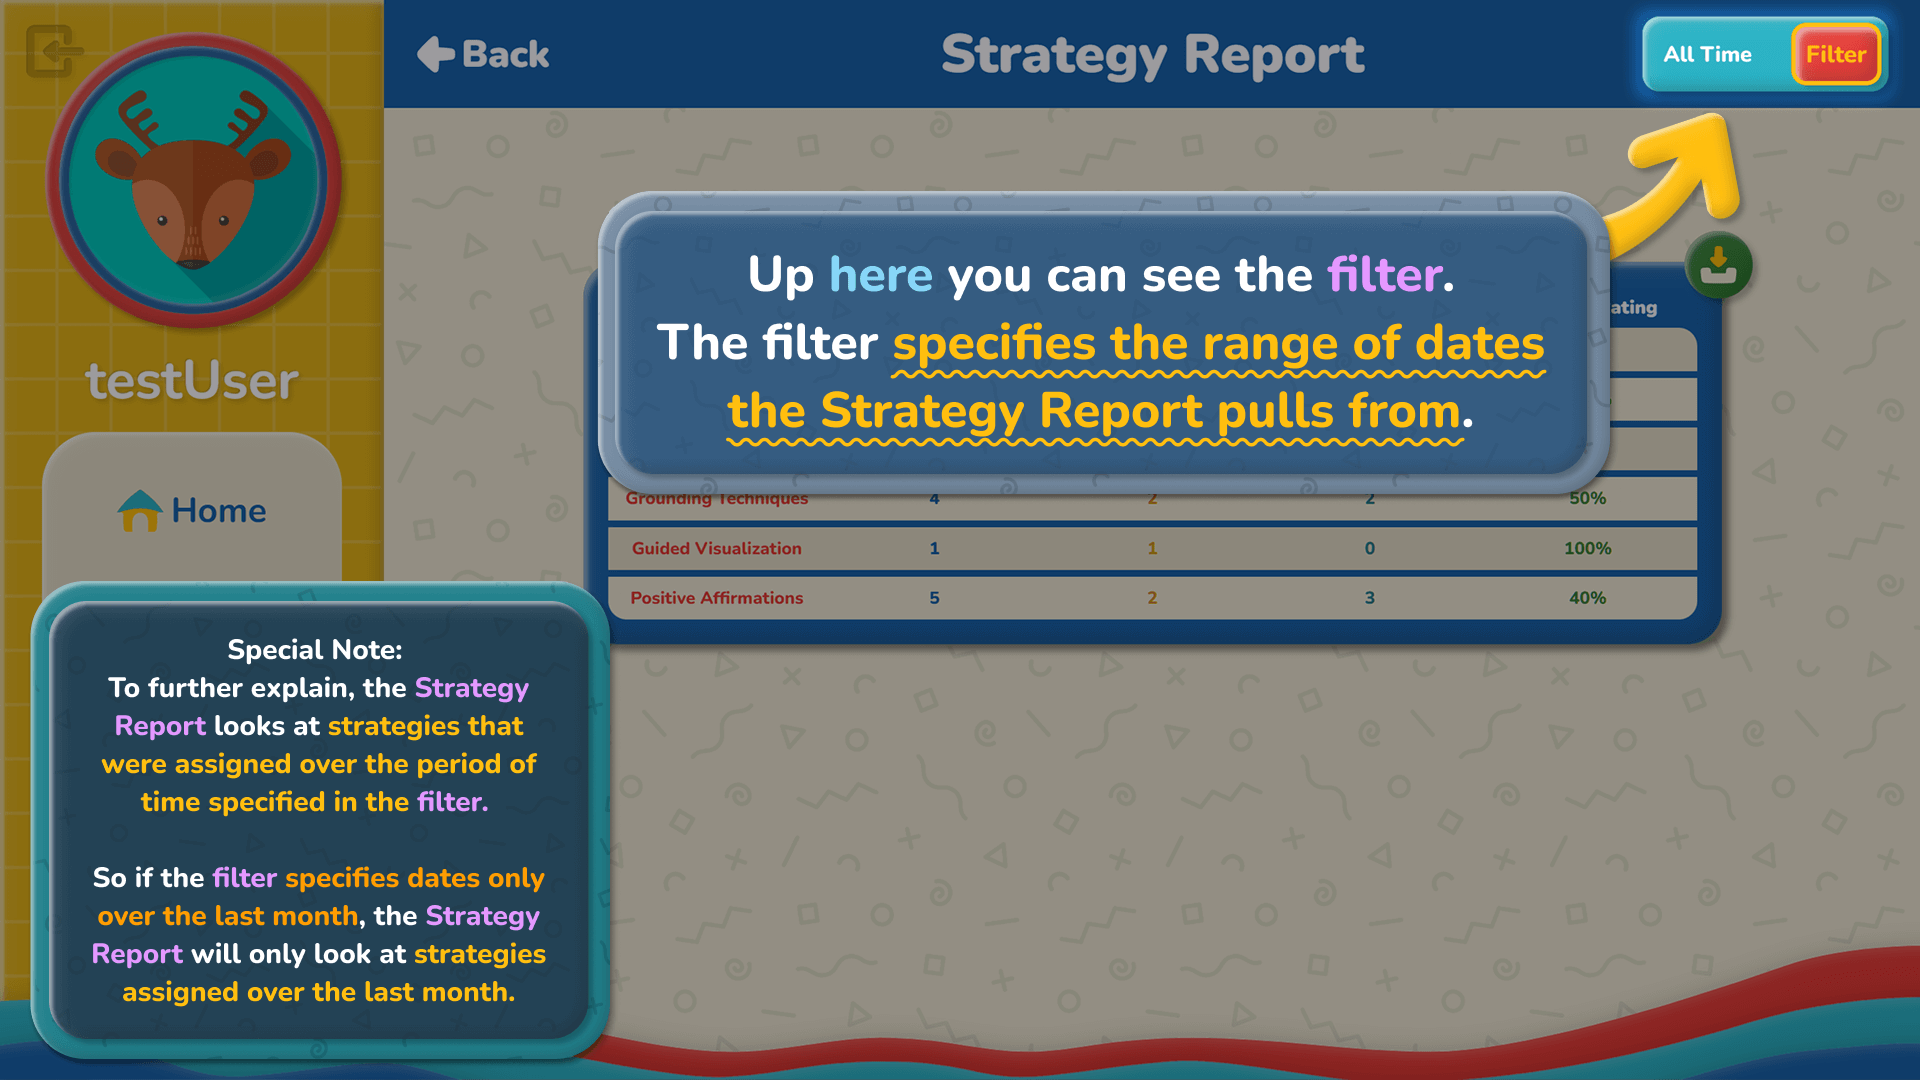 Back
Strategy Report
All Time
Filter
Up here you can see the filter.
The filter specifies the range of dates
the Strategy Report pulls from.
testUser
Home
Grounding Techniques 4 2 2 50%
Guided Visualization 1 1 0 100%
Positive Affirmations 5 2 3 40%
Special Note:
To further explain, the Strategy
Report looks at strategies that
were assigned over the period of
time specified in the filter.
So if the filter specifies dates only
over the last month, the Strategy
Report will only look at strategies
assigned over the last month.